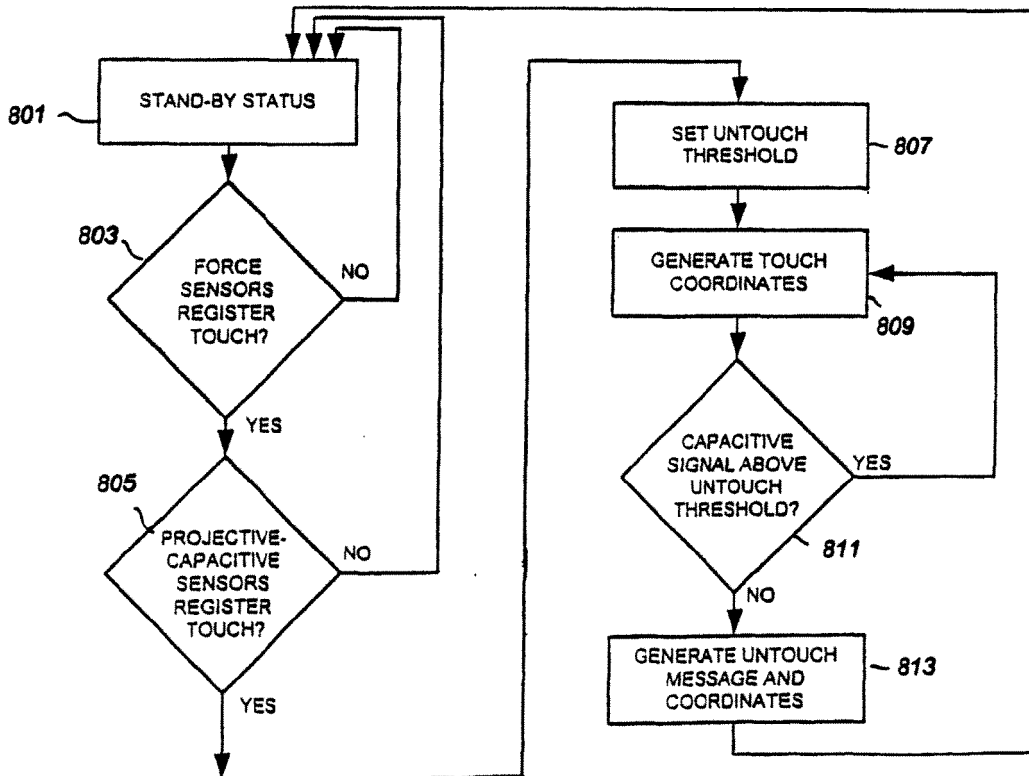 801
STAND-BY STATUS
803
FORCE
SENSORS
REGISTER
TOUCH?
NO
YES
805
PROJECTIVE-
CAPACITIVE
SENSORS
REGISTER
TOUCH?
NO
YES
SET UNTOUCH
THRESHOLD
807
GENERATE TOUCH
COORDINATES
809
CAPACITIVE
SIGNAL ABOVE
UNTOUCH
THRESHOLD?
YES
811
NO
GENERATE UNTOUCH
MESSAGE AND
COORDINATES
813